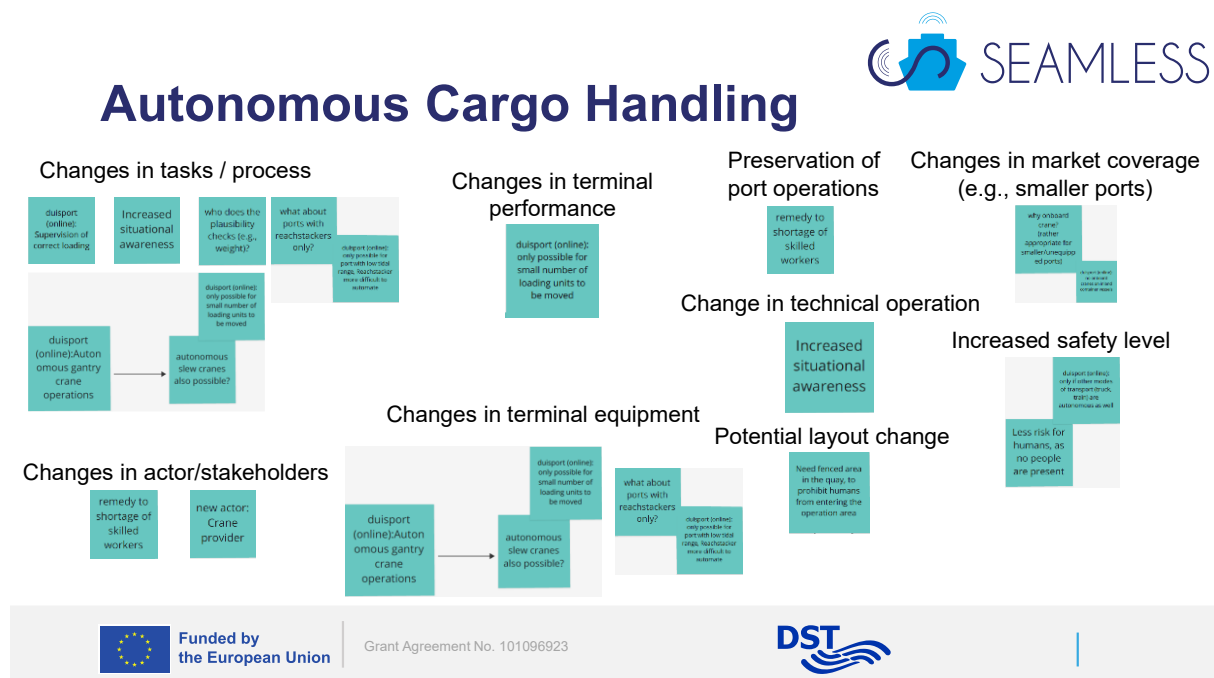 SEAMLESS
Autonomous Cargo Handling
Changes in tasks / process
duisport
(online):
Supervision of
correct loading
Increased
situational
awareness
who does the
plausibility
checks (e.g.,
weight)?
what about
ports with
reachstackers
only?
duisport (online):
only possible for
part with low tidal
range, Reachstacker
more difficult to
automate
duisport (online):
only possible for
small number of
loading units to
be moved
duisport
(online):Auton
omous gantry
crane
operations
autonomous
slew cranes
also possible?
Changes in terminal
performance
duisport (online):
only possible for
small number of
loading units to
be moved
Preservation of
port operations
remedy to
shortage of
skilled
workers
Changes in market coverage
(e.g., smaller ports)
why onboard
crane?
(rather
appropriate for
smaller/unequipp
ed ports)
duisport (online):
Change in technical operation
Increased
situational
awareness
Increased safety level
duisport (online):
only if other modes
of transport (truck,
train) are
autonomous as well
Less risk for
humans, as
no people
are present
Changes in actor/stakeholders
remedy to
shortage of
skilled
workers
new actor:
Crane
provider
Changes in terminal equipment
duisport (online):
only possible for
small number of
loading units to
be moved
duisport
(online):Auton
omous gantry
crane
operations
autonomous
slew cranes
also possible?
what about
ports with
reachstackers
only?
duisport (online):
only possible for
part with low tidal
range, Reachstacker
more difficult to
automate
Potential layout change
Need fenced area
in the quay, to
prohibit humans
from entering the
operation area
Funded by
the European Union
Grant Agreement No. 101096923
DST